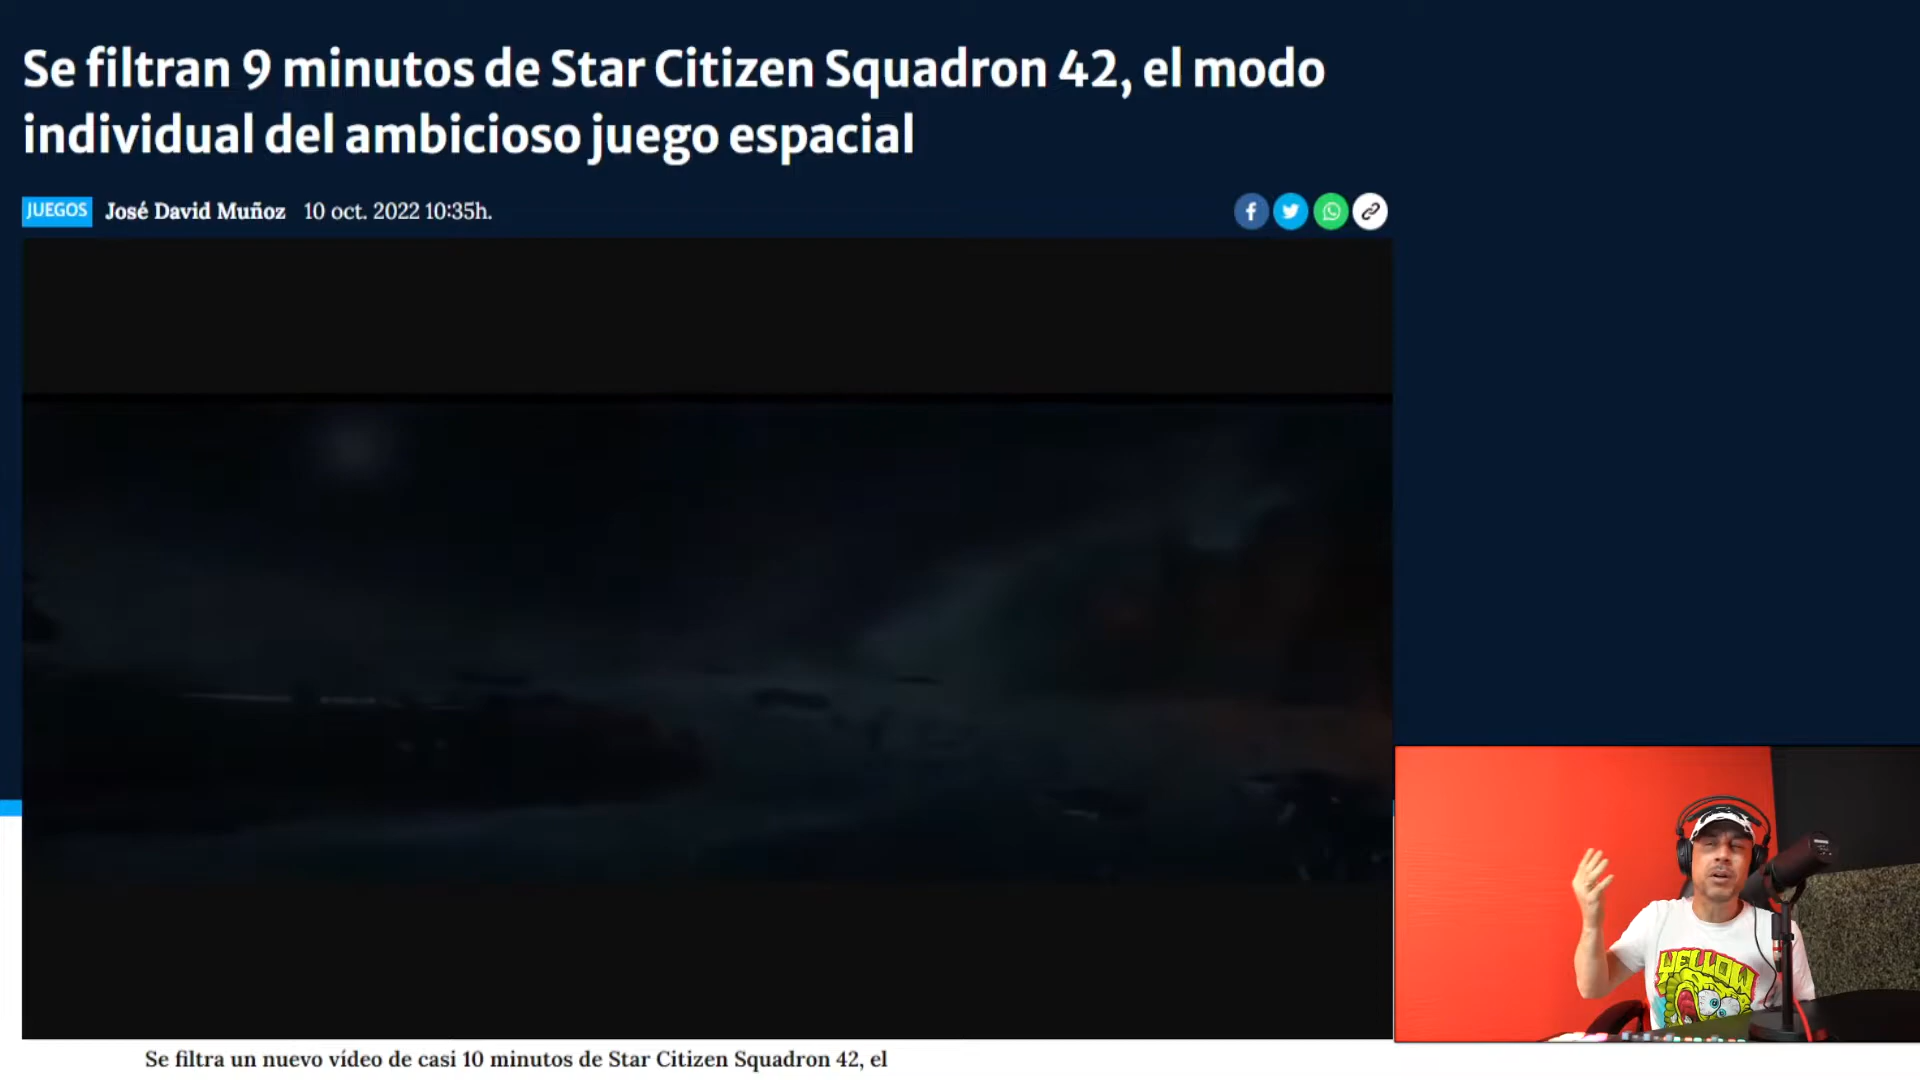 Se filtran 9 minutos de Star Citizen Squadron 42, el modo
individual del ambicioso juego espacial
JUEGOS José David Muñoz 10 oct. 2022 10:35h.
YELLOW
Se filtra un nuevo vídeo de casi 10 minutos de Star Citizen Squadron 42, el